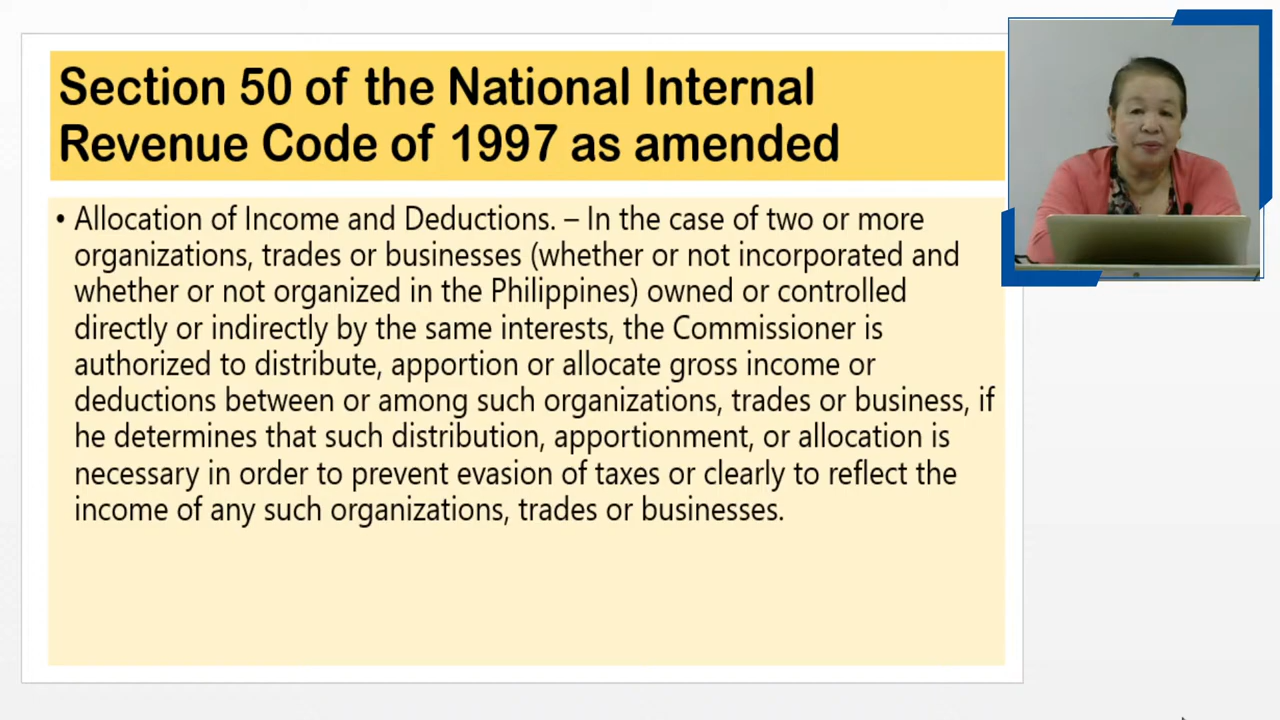 Section 50 of the National Internal
Revenue Code of 1997 as amended
• Allocation of Income and Deductions. – In the case of two or more
organizations, trades or businesses (whether or not incorporated and
whether or not organized in the Philippines) owned or controlled
directly or indirectly by the same interests, the Commissioner is
authorized to distribute, apportion or allocate gross income or
deductions between or among such organizations, trades or business, if
he determines that such distribution, apportionment, or allocation is
necessary in order to prevent evasion of taxes or clearly to reflect the
income of any such organizations, trades or businesses.